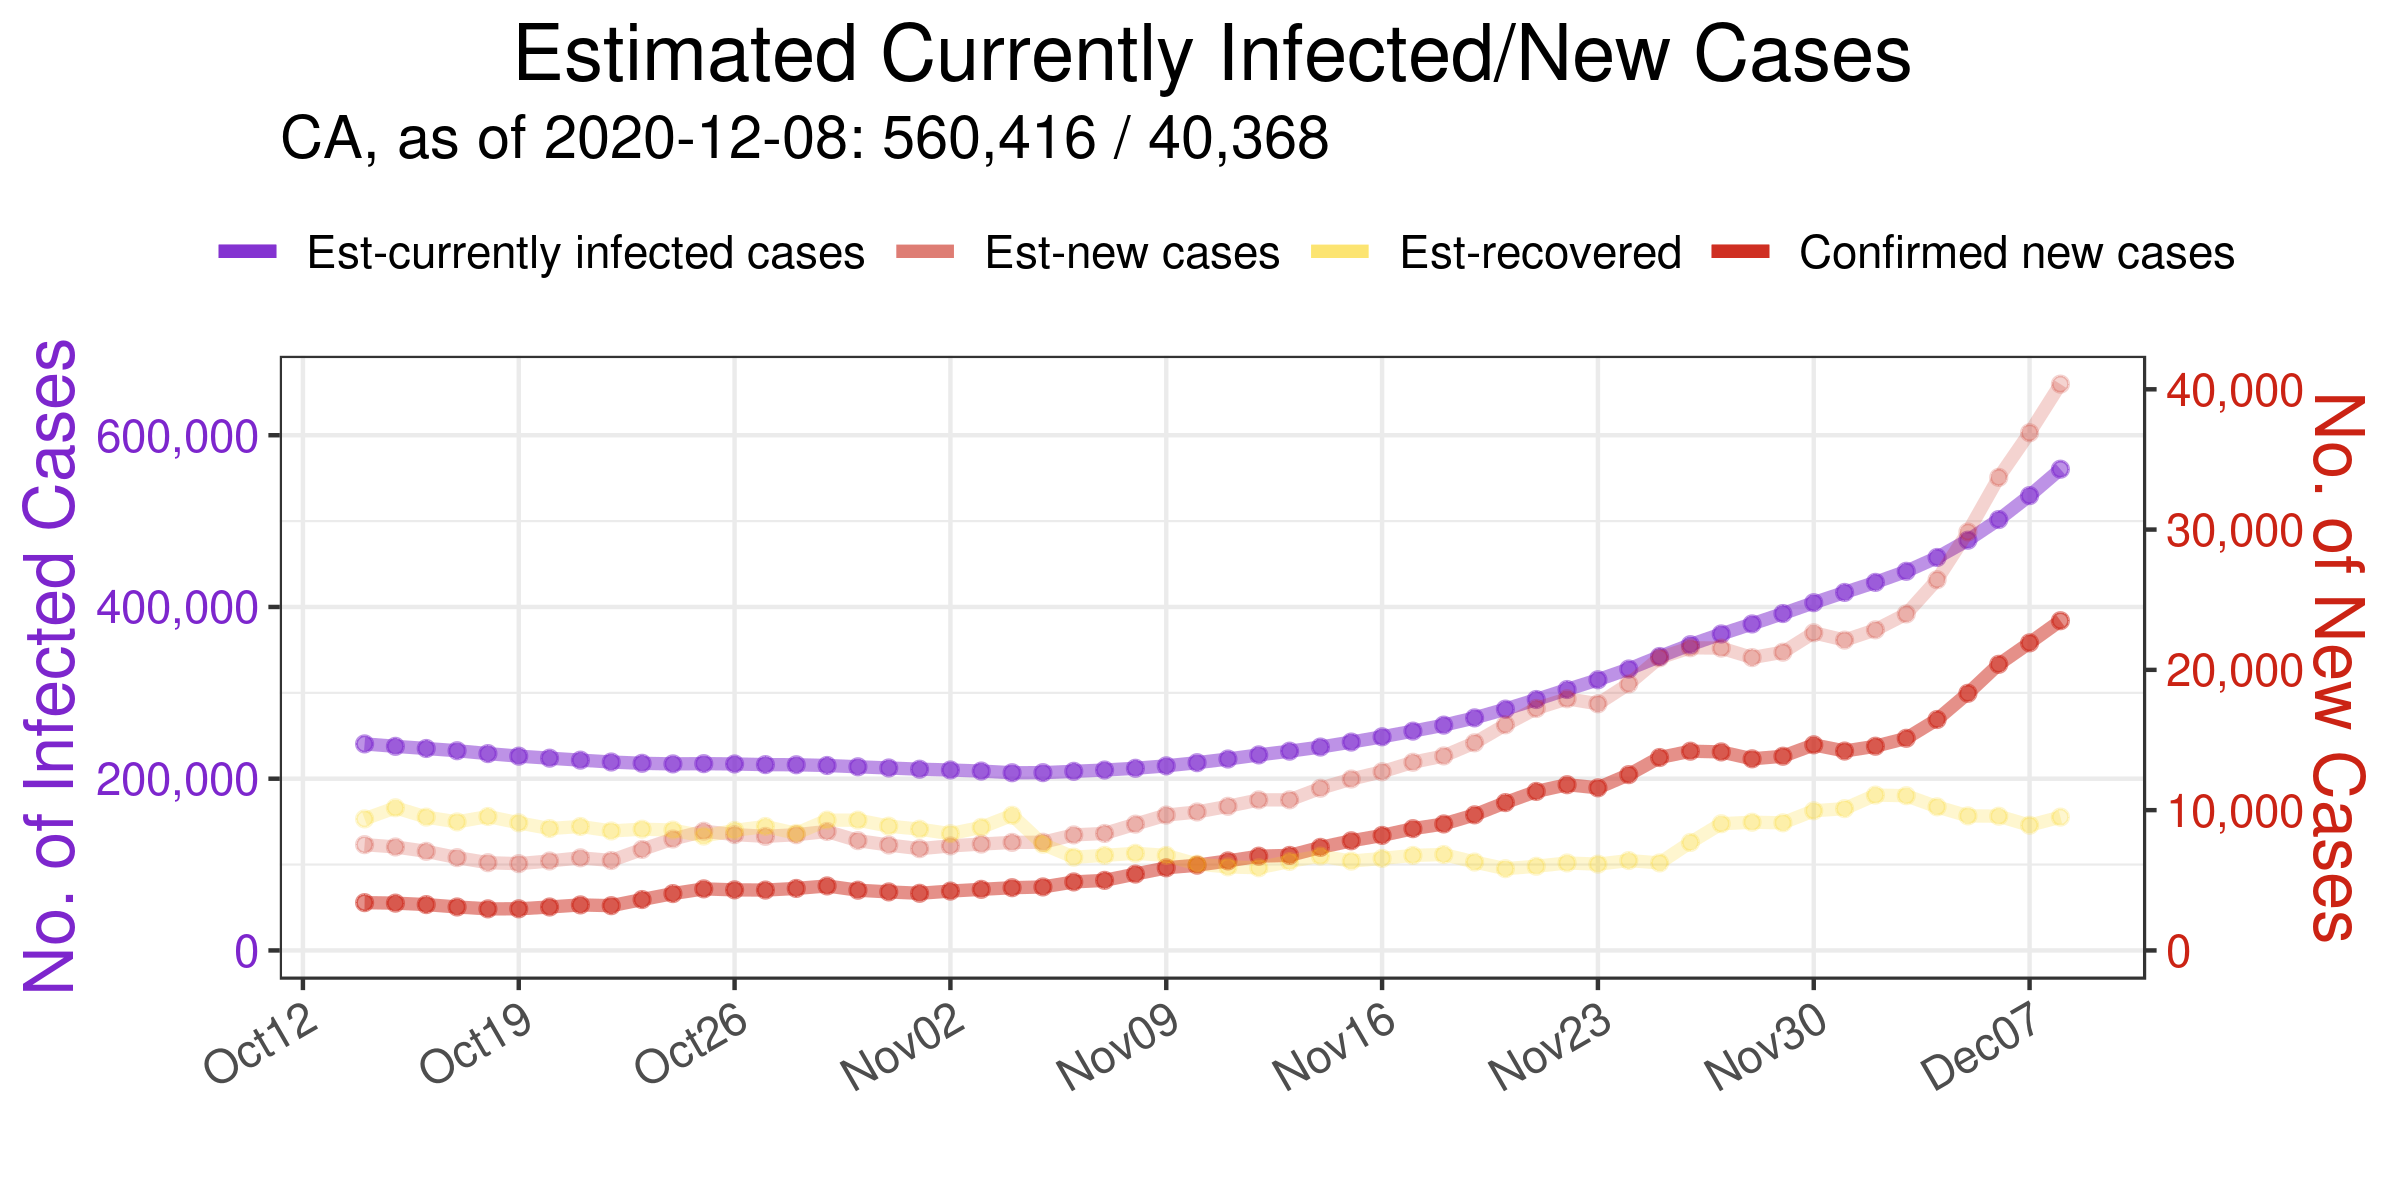 Estimated Currently Infected/New Cases
CA, as of 2020-12-08: 560,416 / 40,368
Est-currently infected cases Est-new cases Est-recovered Confirmed new cases
No. of Infected Cases
600,000
400,000
200,000
0
40,000
30,000
20,000
10,000
0
No. of New Cases
Oct12 Oct19 Oct26 Nov02 Nov09 Nov16 Nov23 Nov30 Dec07